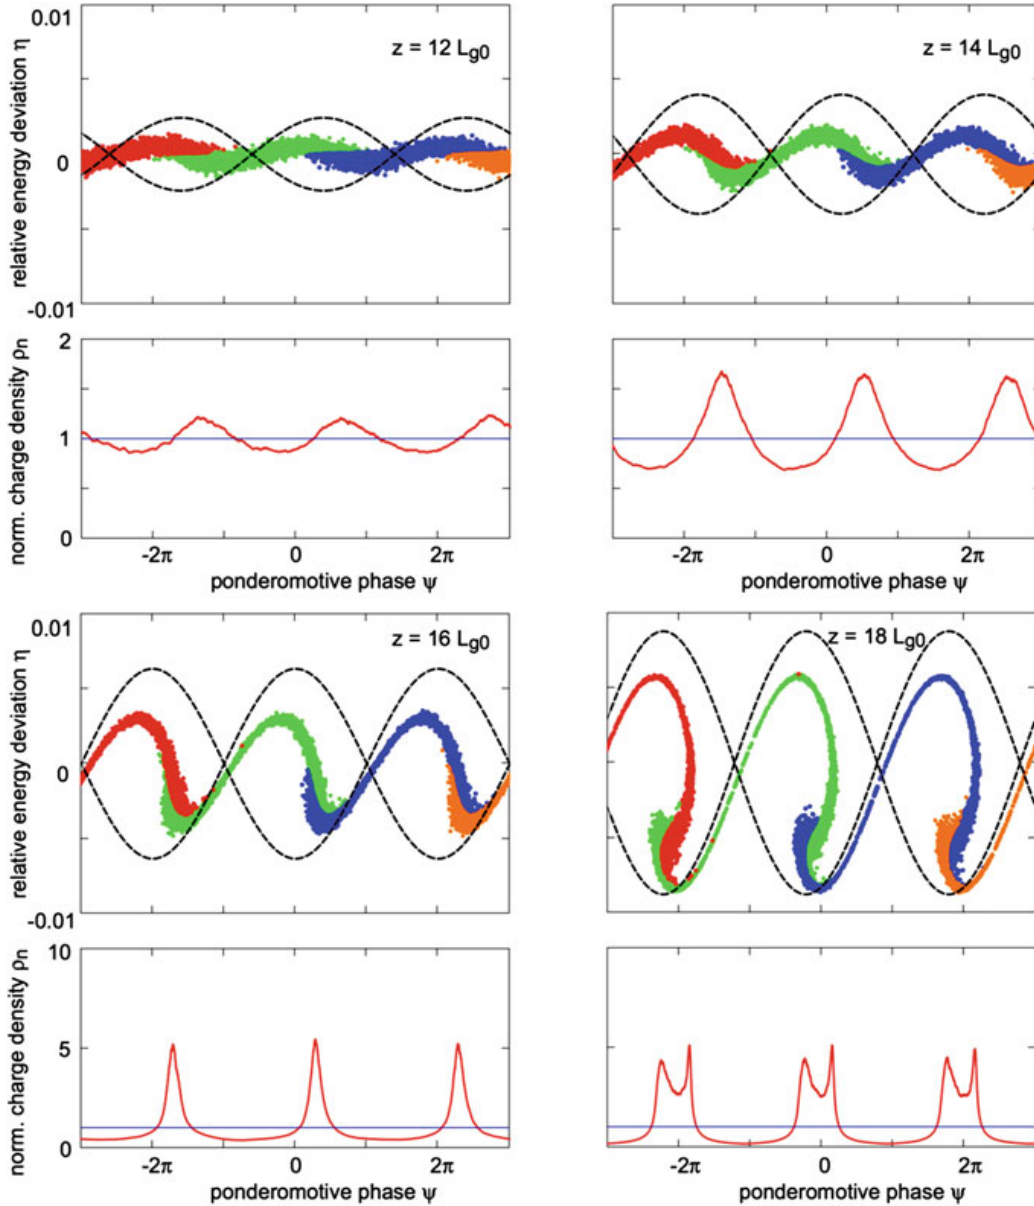 0.01
z = 12 Lg0
z = 14 Lg0
relative energy deviation η
0
-0.01
2
norm. charge density ρn
1
0
-2π 0 2π
-2π 0 2π
ponderomotive phase ψ
ponderomotive phase ψ
0.01
z = 16 Lg0
z = 18 Lg0
relative energy deviation η
0
-0.01
10
norm. charge density ρn
5
0
-2π 0 2π
-2π 0 2π
ponderomotive phase ψ
ponderomotive phase ψ